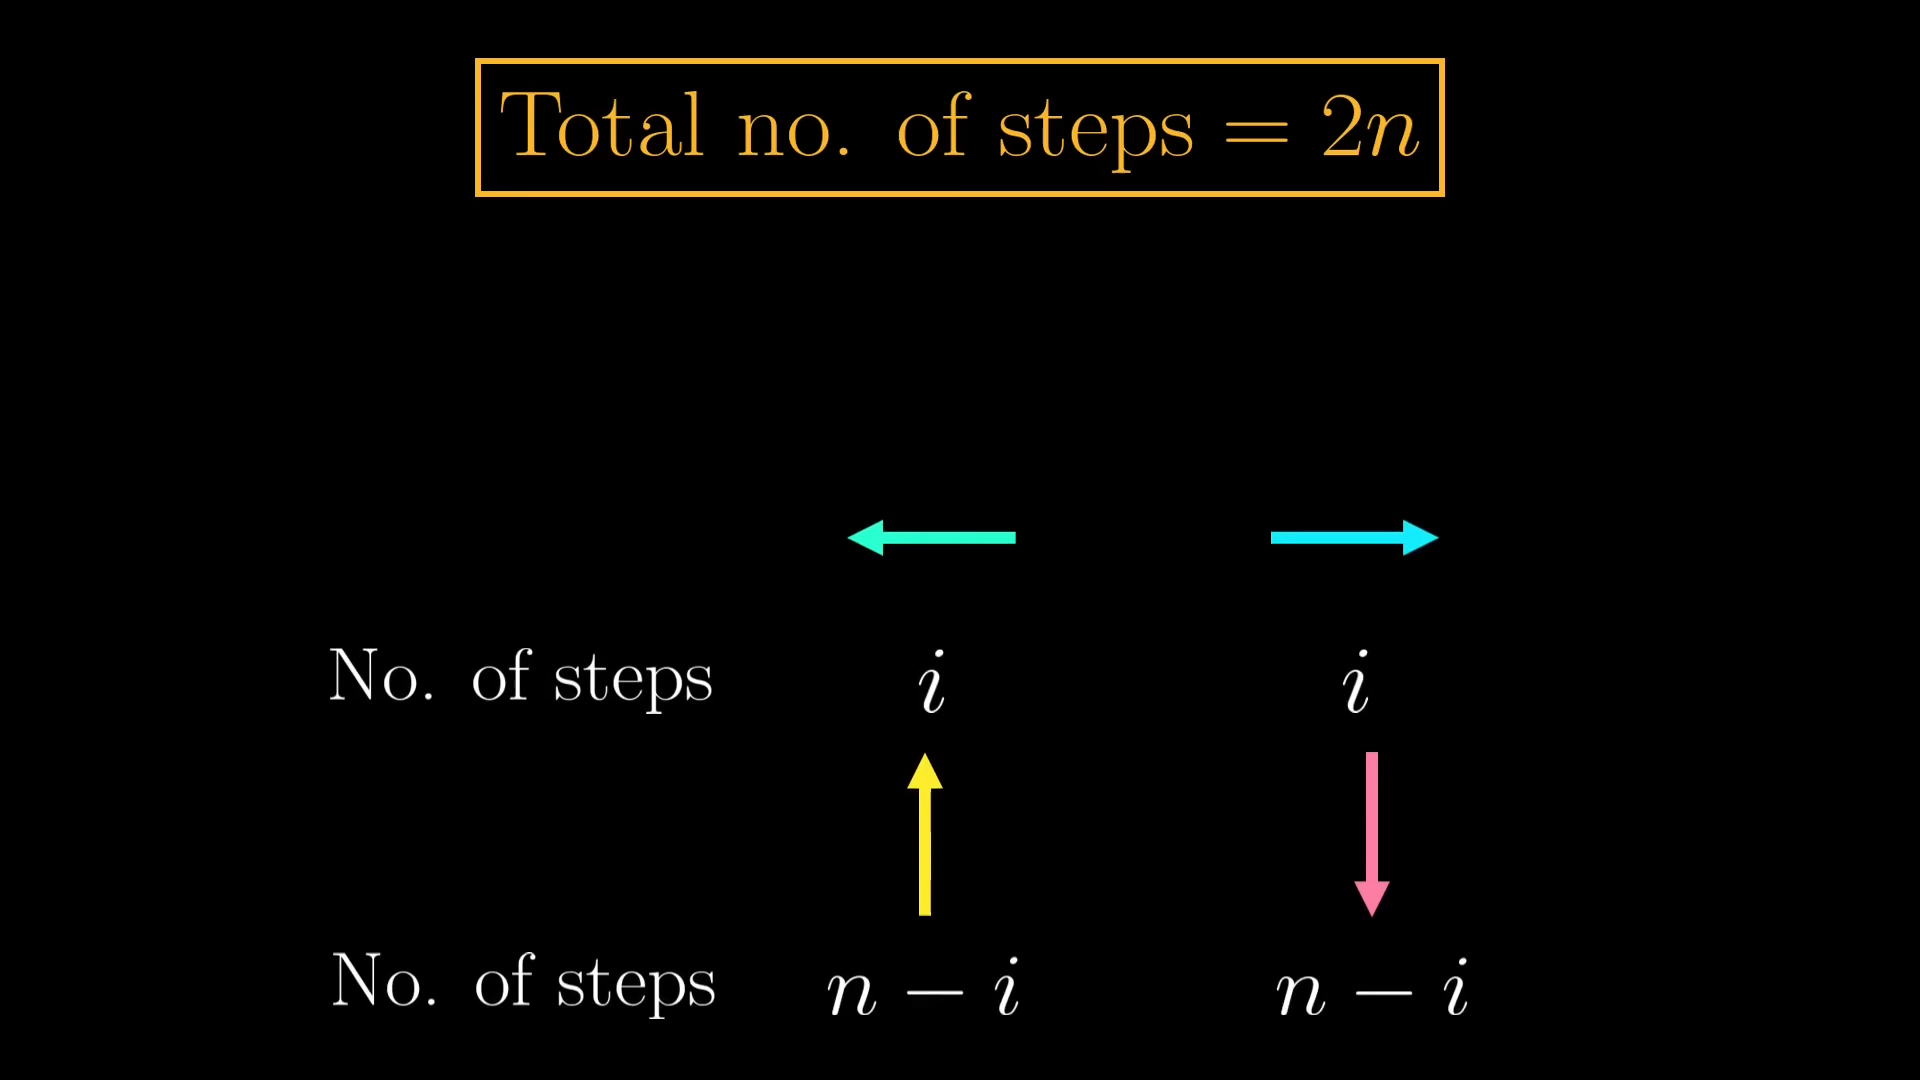 Total no. of steps = 2n
No. of steps i i
No. of steps n − i n − i